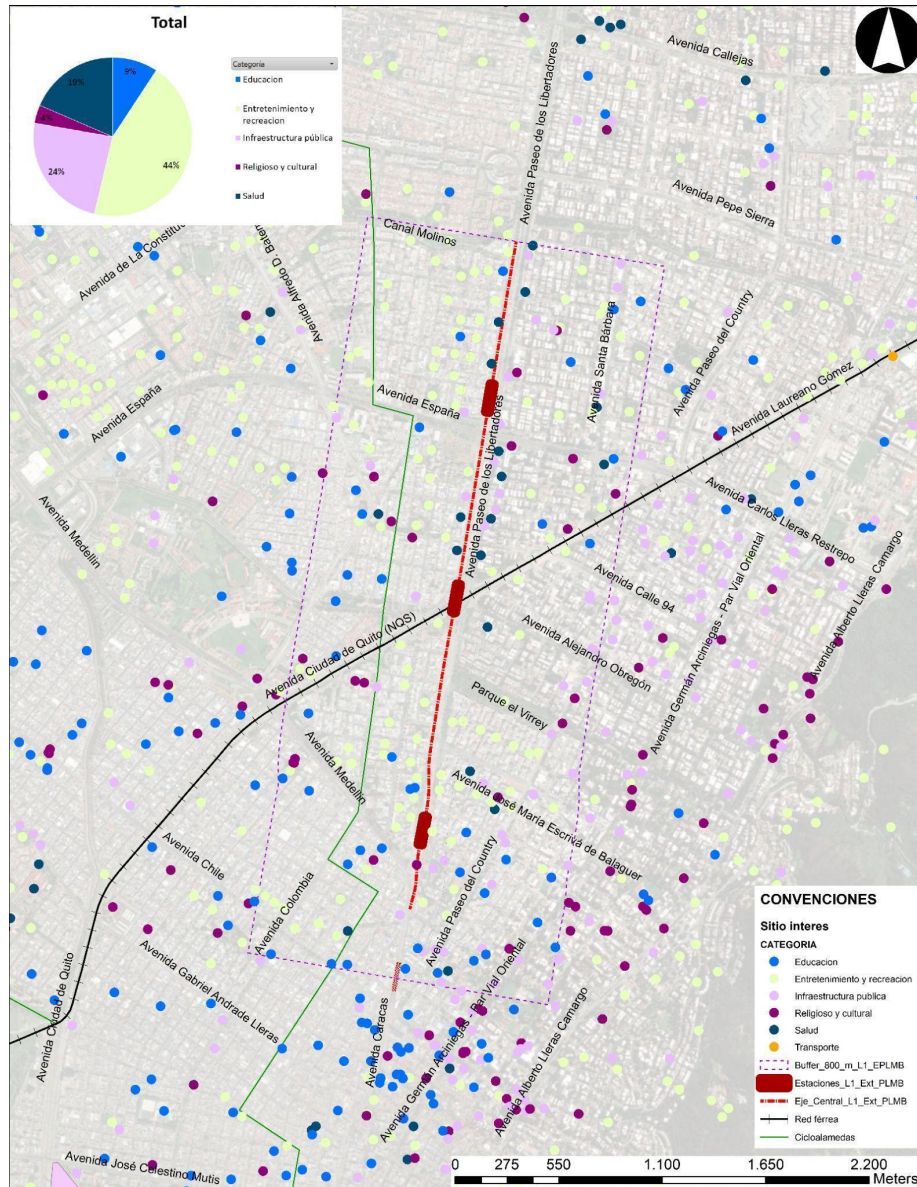 Total
19%
9%
4%
24%
44%
Categoría
Educacion
Entretenimiento y
recreacion
Infraestructura pública
Religioso y cultural
Salud
Avenida Callejas
Avenida Paseo de los Libertadores
Avenida Pepe Sierra
Canal Molinos
Avenida de La Constituc
Avenida Alfredo D. Baten
Avenida Santa Bárbara
Avenida Paseo del Country
Avenida Laureano Gómez
Avenida España
Avenida España
Avenida Paseo de los Libertadores
Avenida Medellin
Avenida Carlos Lleras Restrepo
Avenida Calle 94
Avenida Germán Arciniegas - Par Vial Oriental
Avenida Alberto Lleras Camargo
Avenida Ciudad de Quito (NQS)
Avenida Alejandro Obregón
Parque el Virrey
Avenida Medellin
Avenida José María Escrivá de Balaguer
Avenida Chile
Avenida Colombia
Avenida Paseo del Country
Avenida Gabriel Andrade Lleras
Avenida Ciudad de Quito
Avenida Caracas
Avenida Germán Arciniegas - Par Vial Oriental
Avenida Alberto Lleras Camargo
Avenida José Celestino Mutis
CONVENCIONES
Sitio interes
CATEGORIA
Educacion
Entretenimiento y recreacion
Infraestructura publica
Religioso y cultural
Salud
Transporte
Buffer_800_m_L1_EPLMB
Estaciones_L1_Ext_PLMB
Eje_Central_L1_Ext_PLMB
Red férrea
Cicloalamedas
0 275 550 1.100 1.650 2.200
Meters